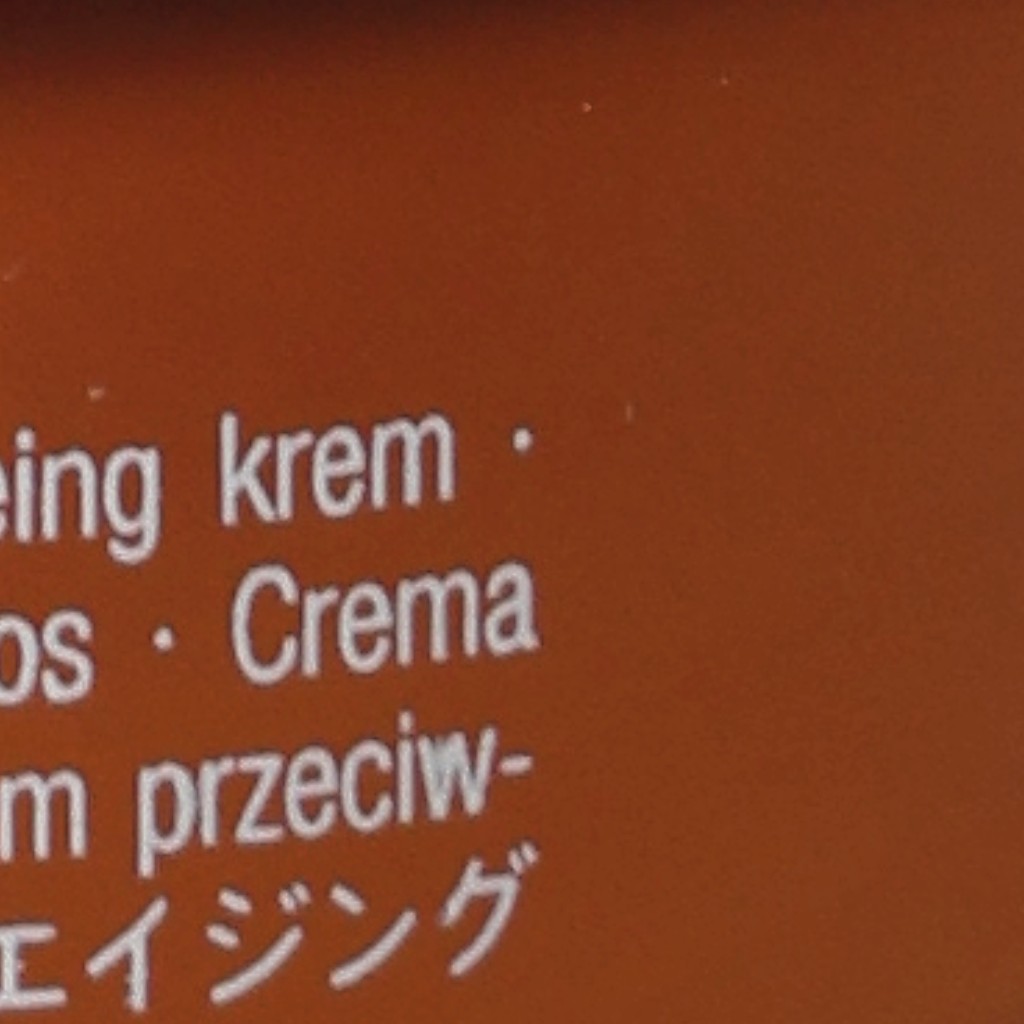 eing krem ·
os · Crema
m przeciw-
エイジング